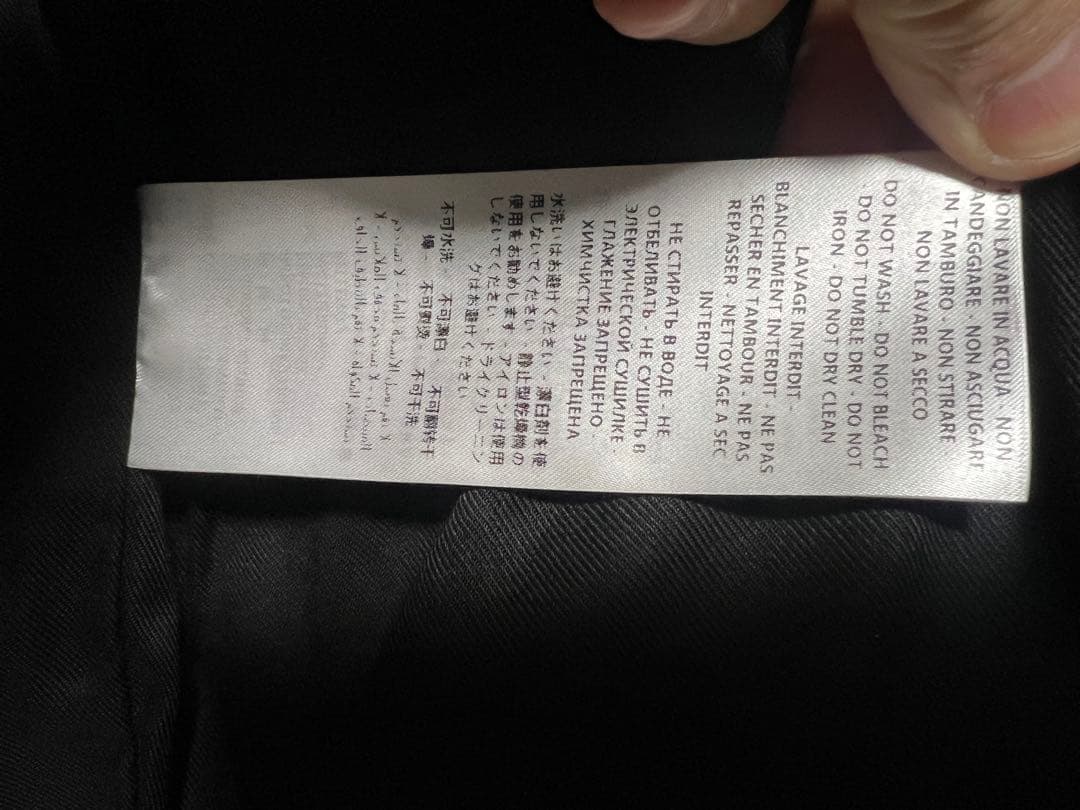 NON LAVARE IN ACQUA - NON
CANDEGGIARE - NON ASCIUGARE
IN TAMBURO - NON STIRARE
NON LAVARE A SECCO
DO NOT WASH - DO NOT BLEACH
- DO NOT TUMBLE DRY - DO NOT
IRON - DO NOT DRY CLEAN
LAVAGE INTERDIT -
BLANCHIMENT INTERDIT - NE PAS
SECHER EN TAMBOUR - NE PAS
REPASSER - NETTOYAGE A SEC
INTERDIT
НЕ СТИРАТЬ В ВОДЕ - НЕ
ОТБЕЛИВАТЬ - НЕ СУШИТЬ В
ЭЛЕКТРИЧЕСКОЙ СУШИЛКЕ -
ГЛАЖЕНИЕ ЗАПРЕЩЕНО -
ХИМЧИСТКА ЗАПРЕЩЕНА
水洗いはお避けください - 漂白剤を使
用しないでください - 静止型乾燥機の
使用をお勧めします - アイロンは使用
しないでください - ドライクリーニン
グはお避けください
不可水洗 - 不可漂白 - 不可翻转干
燥 - 不可熨烫 - 不可干洗